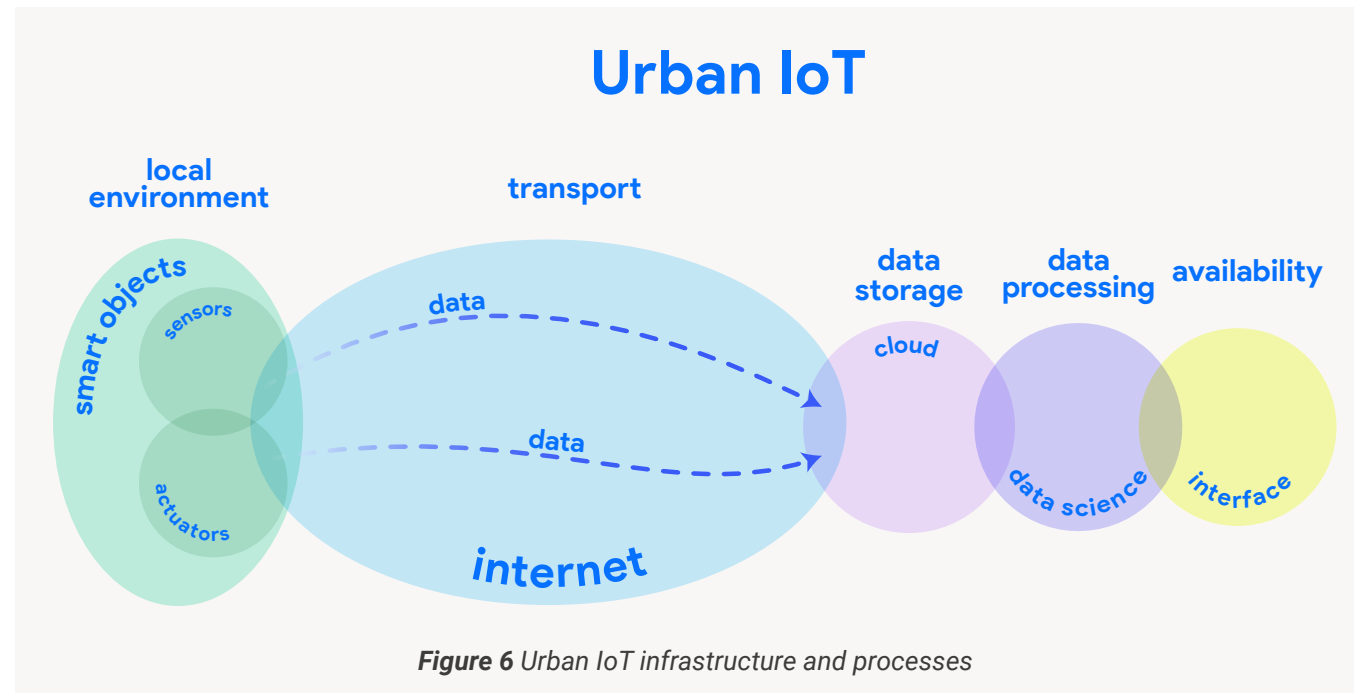 Urban IoT
local
environment
transport
data
storage
data
processing
availability
smart objects
sensors
actuators
data
data
internet
cloud
data science
interface
Figure 6 Urban IoT infrastructure and processes